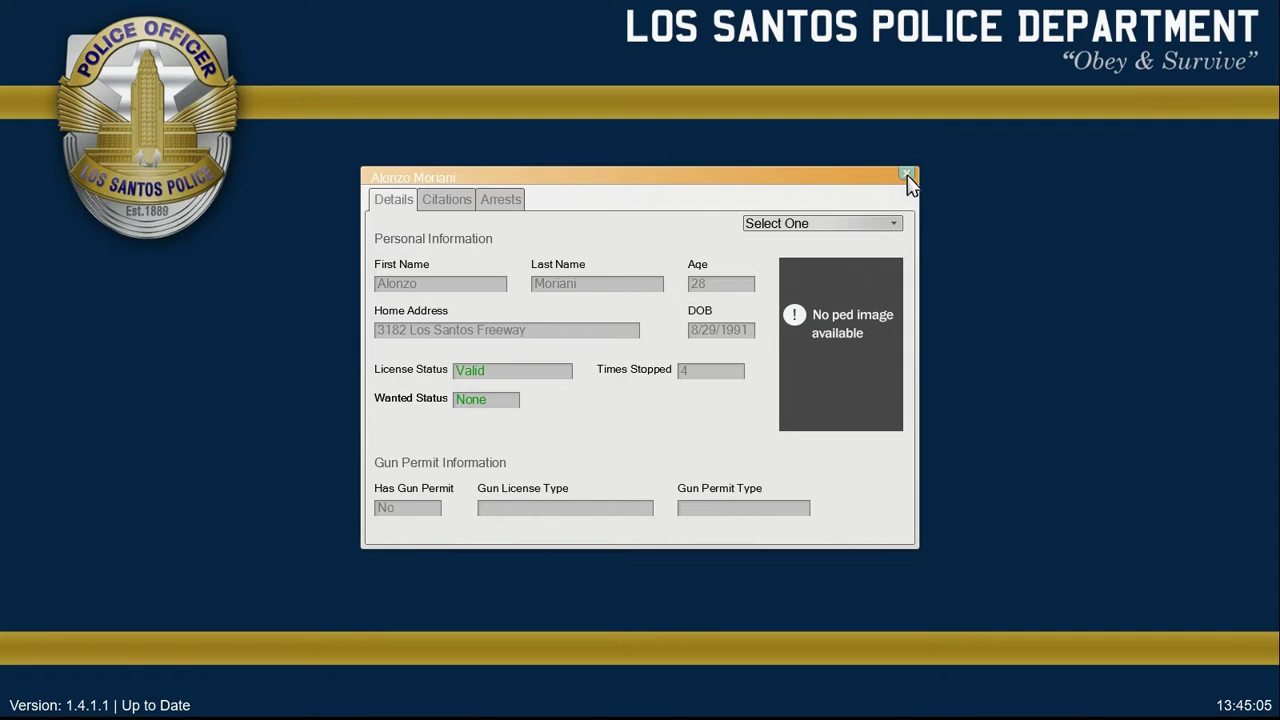 LOS SANTOS POLICE DEPARTMENT
“Obey & Survive”
POLICE OFFICER
LOS SANTOS POLICE
Est.1889
Alonzo Moriani
Details Citations Arrests
Select One
Personal Information
First Name Last Name Age
Alonzo Moriani 28
Home Address DOB
3182 Los Santos Freeway 8/29/1991
! No ped image
available
License Status Valid Times Stopped 4
Wanted Status None
Gun Permit Information
Has Gun Permit Gun License Type Gun Permit Type
No
Version: 1.4.1.1 | Up to Date 13:45:05